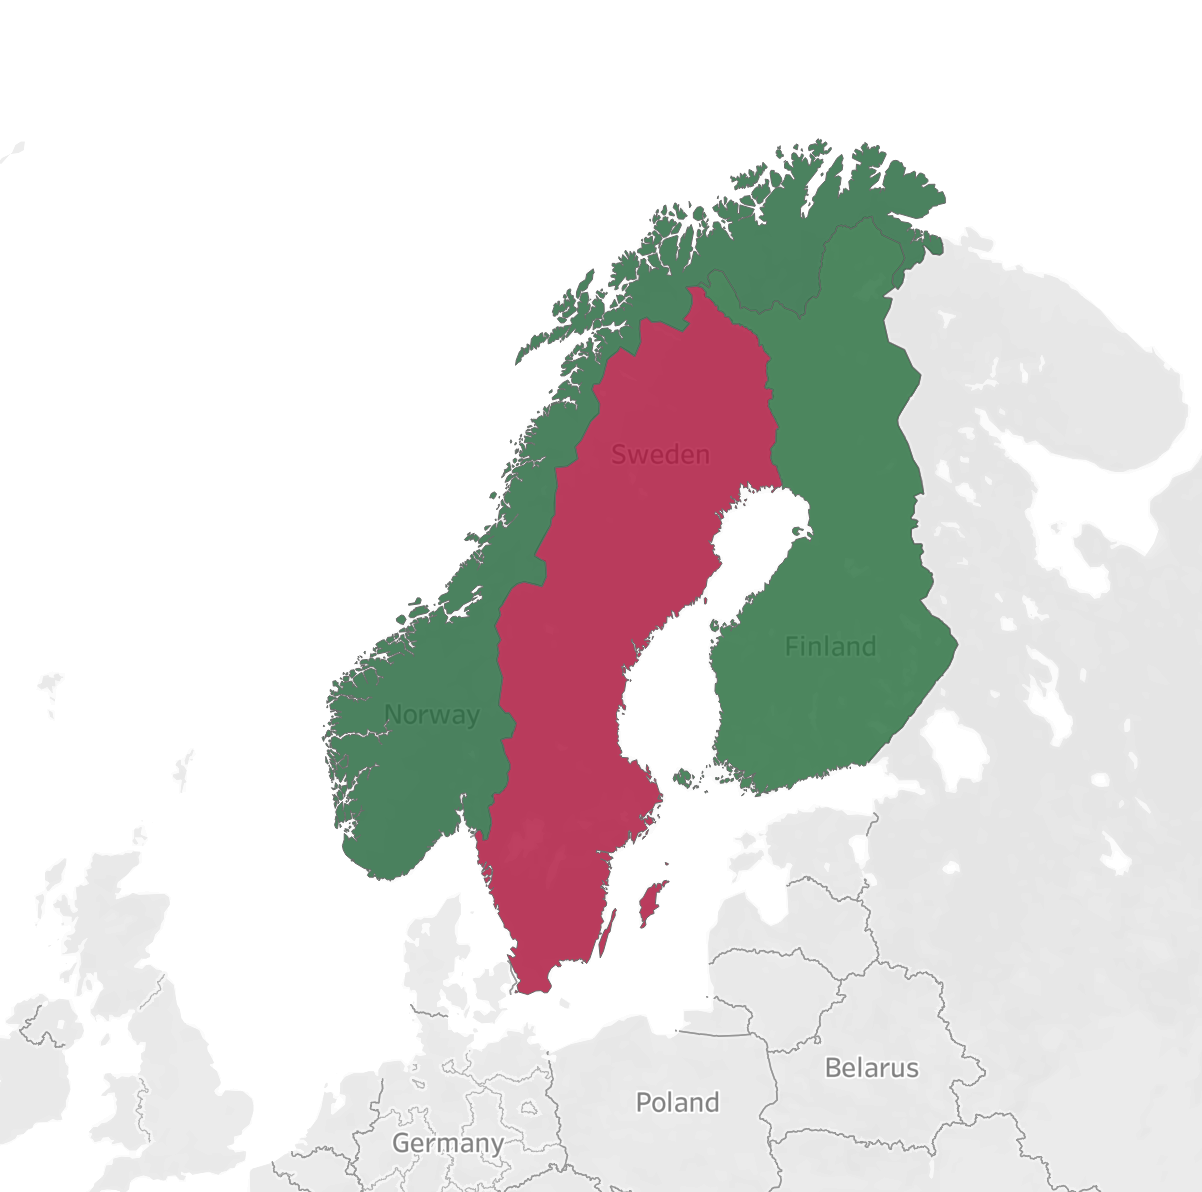 Sweden
Finland
Norway
Belarus
Poland
Germany